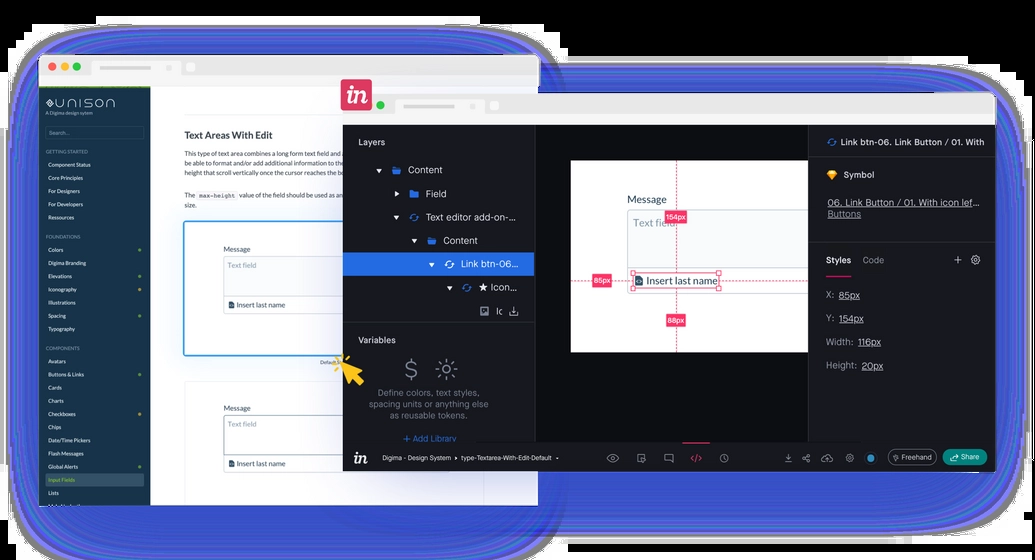 UNISON
A Digima design system
Search...
GETTING STARTED
Component Status
Core Principles
For Designers
For Developers
Ressources
FOUNDATIONS
Colors
Digima Branding
Elevations
Iconography
Illustrations
Spacing
Typography
COMPONENTS
Avatars
Buttons & Links
Cards
Charts
Checkboxes
Chips
Date/Time Pickers
Flash Messages
Global Alerts
Input Fields
Lists
Text Areas With Edit
This type of text area combines a long form text field and
be able to format and/or add additional information to the
height that scroll vertically once the cursor reaches the
The max-height value of the field should be used as an
size.
Message
Text field
Insert last name
Default
Message
Text field
Insert last name
in
Layers
Content
Field
Text editor add-on-...
Content
Link btn-06...
Icon...
Ic
Variables
$
Define colors, text styles,
spacing units or anything else
as reusable tokens.
+ Add Library
Message
Text field
154px
85px
Insert last name
88px
Link btn-06. Link Button / 01. With
Symbol
06. Link Button / 01. With icon lef...
Buttons
Styles Code
X: 85px
Y: 154px
Width: 116px
Height: 20px
in Digima - Design System type-Textarea-With-Edit-Default </> Freehand Share